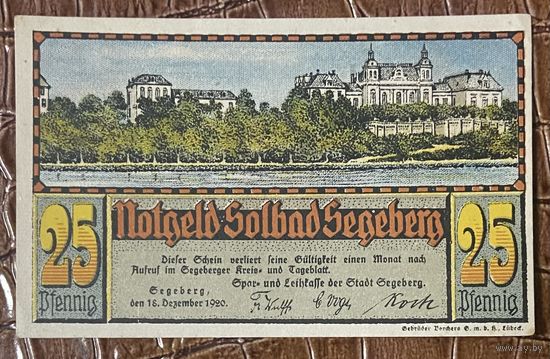 Notgeld Solbad Segeberg
25
Pfennig
Dieser Schein verliert seine Gültigkeit einen Monat nach
Aufruf im Segeberger Kreis- und Tageblatt.
Segeberg, Spar- und Leihkasse der Stadt Segeberg.
den 18. Dezember 1920.
Koch
25
Pfennig
Gebrüder Borchers G. m. b. H., Lübeck.